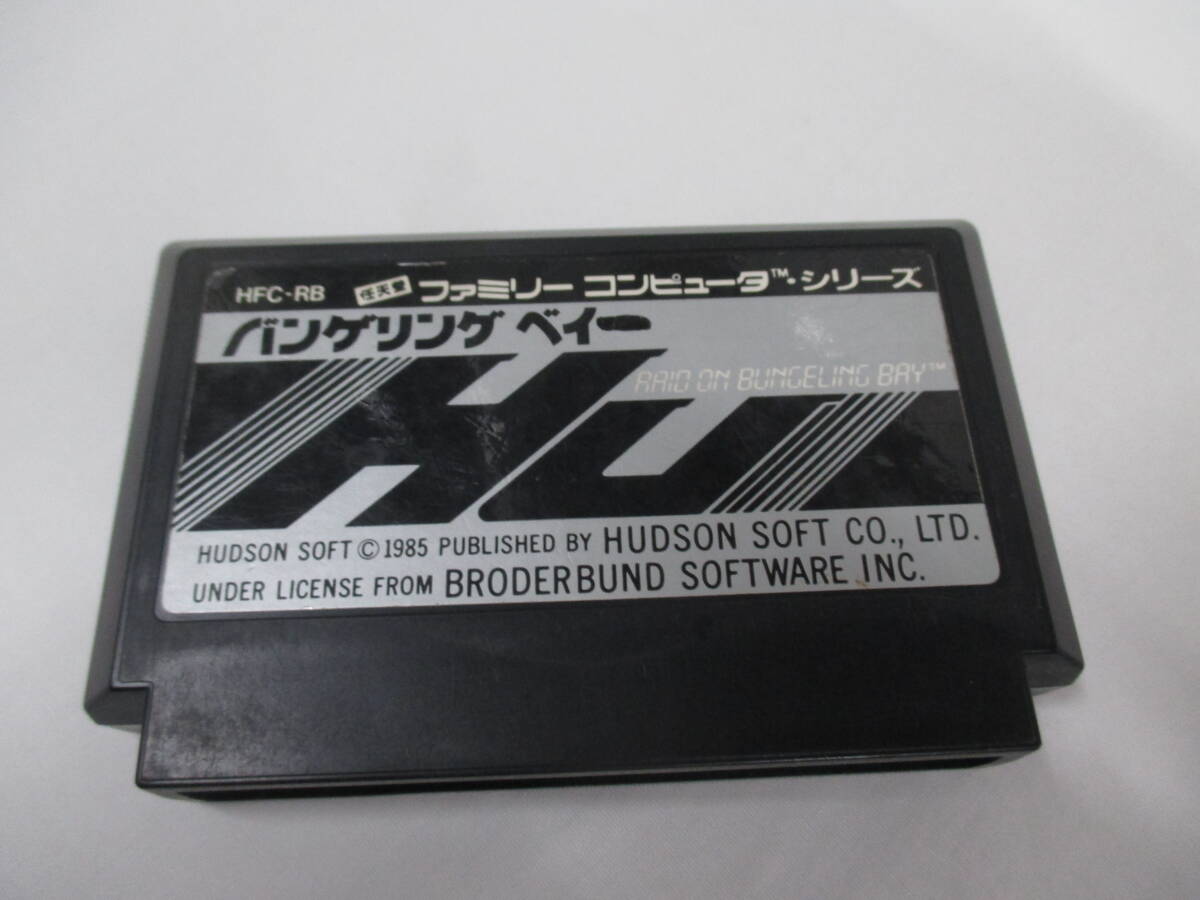 HFC-RB 任天堂 ファミリー コンピュータ™・シリーズ
バンゲリング ベイー
RAID ON BUNGELING BAY™
HU
HUDSON SOFT © 1985 PUBLISHED BY HUDSON SOFT CO., LTD.
UNDER LICENSE FROM BRODERBUND SOFTWARE INC.